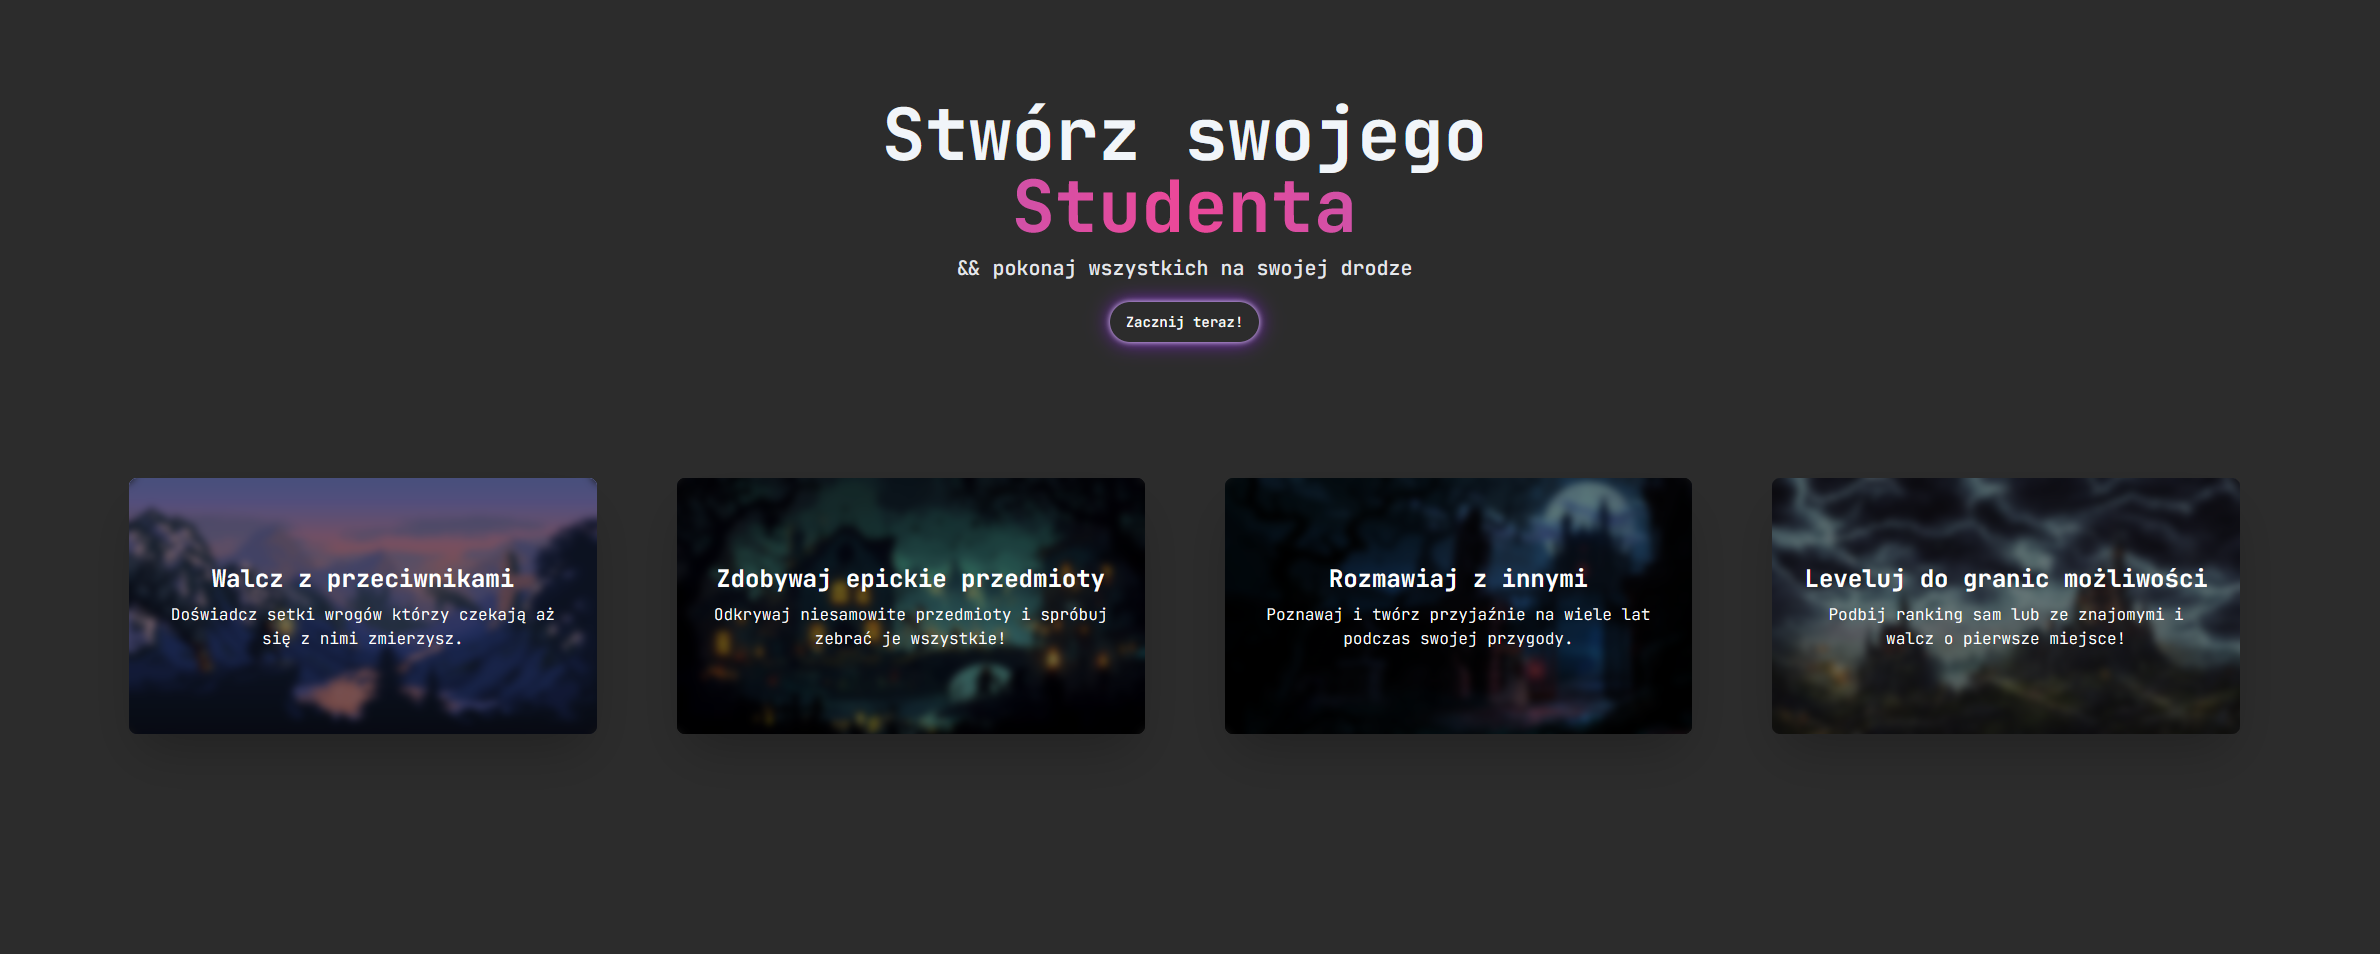 Stwórz swojego
Studenta
&& pokonaj wszystkich na swojej drodze
Zacznij teraz!
Walcz z przeciwnikami
Doświadcz setki wrogów którzy czekają aż
się z nimi zmierzysz.
Zdobywaj epickie przedmioty
Odkrywaj niesamowite przedmioty i spróbuj
zebrać je wszystkie!
Rozmawiaj z innymi
Poznawaj i twórz przyjaźnie na wiele lat
podczas swojej przygody.
Leveluj do granic możliwości
Podbij ranking sam lub ze znajomymi i
walcz o pierwsze miejsce!